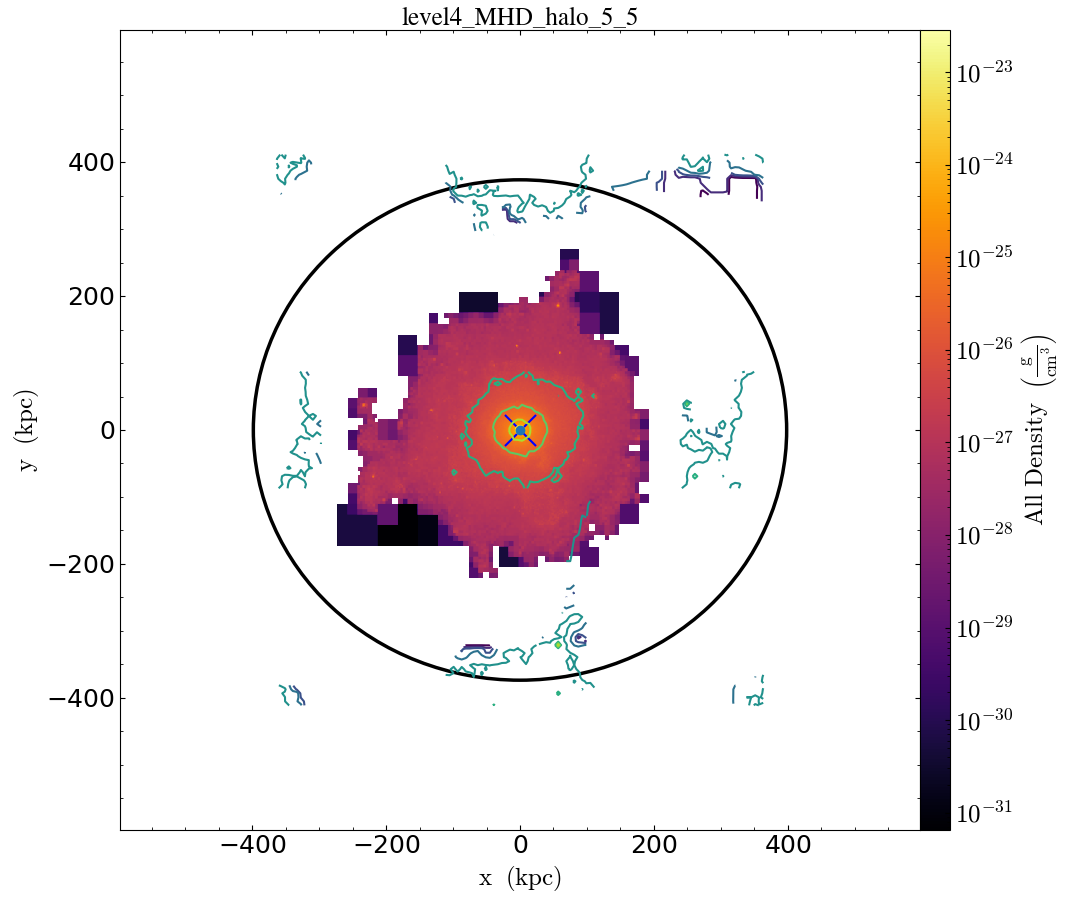 level4_MHD_halo_5_5
400
200
0
−200
−400
y (kpc)
−400 −200 0 200 400
x (kpc)
10^{−23}
10^{−24}
10^{−25}
10^{−26}
10^{−27}
10^{−28}
10^{−29}
10^{−30}
10^{−31}
All Density (g/cm^3)